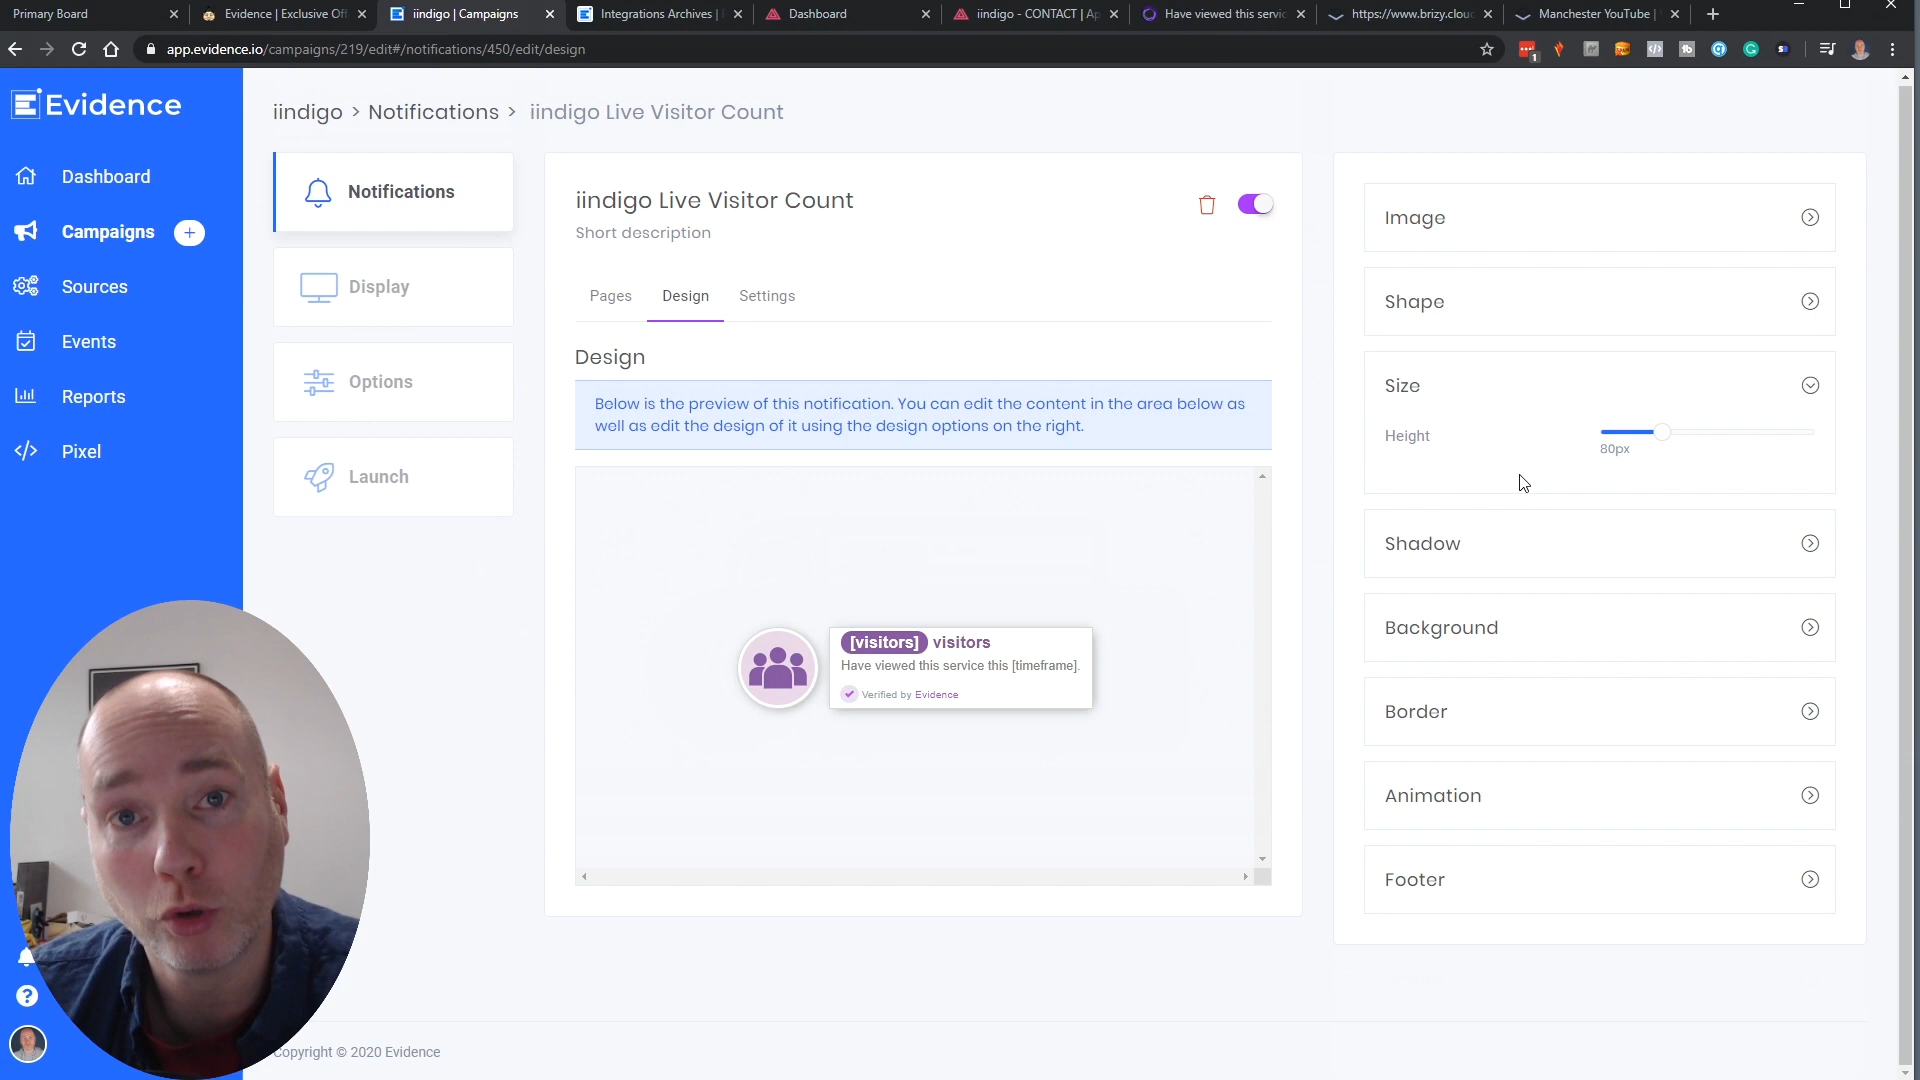 Primary Board
Evidence | Exclusive Off
iindigo | Campaigns
Integrations Archives |
Dashboard
iindigo - CONTACT | Ap
Have viewed this servic
https://www.brizy.cloud
Manchester YouTube |
app.evidence.io/campaigns/219/edit#/notifications/450/edit/design
1
Evidence
Dashboard
Campaigns
Sources
Events
Reports
Pixel
iindigo > Notifications > iindigo Live Visitor Count
Notifications
Display
Options
Launch
iindigo Live Visitor Count
Short description
Pages
Design
Settings
Design
Below is the preview of this notification. You can edit the content in the area below as
well as edit the design of it using the design options on the right.
[visitors] visitors
Have viewed this service this [timeframe].
Verified by Evidence
Image
Shape
Size
Height
80px
Shadow
Background
Border
Animation
Footer
Copyright © 2020 Evidence